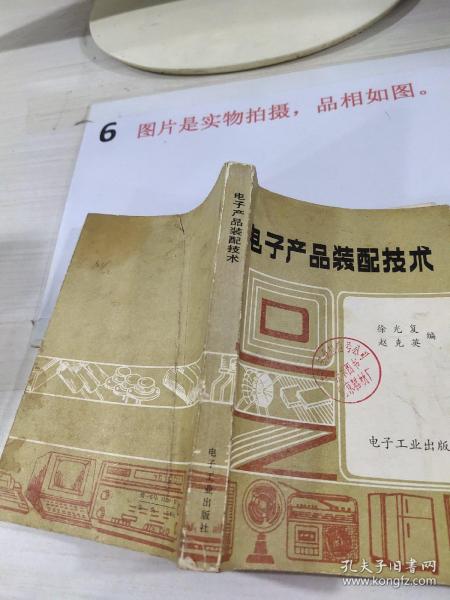 6 图片是实物拍摄，品相如图。
电子产品装配技术
电子工业出版社
电子产品装配技术
徐光复
赵克英 编
电子工业出版
孔夫子旧书网
www.kongfz.com